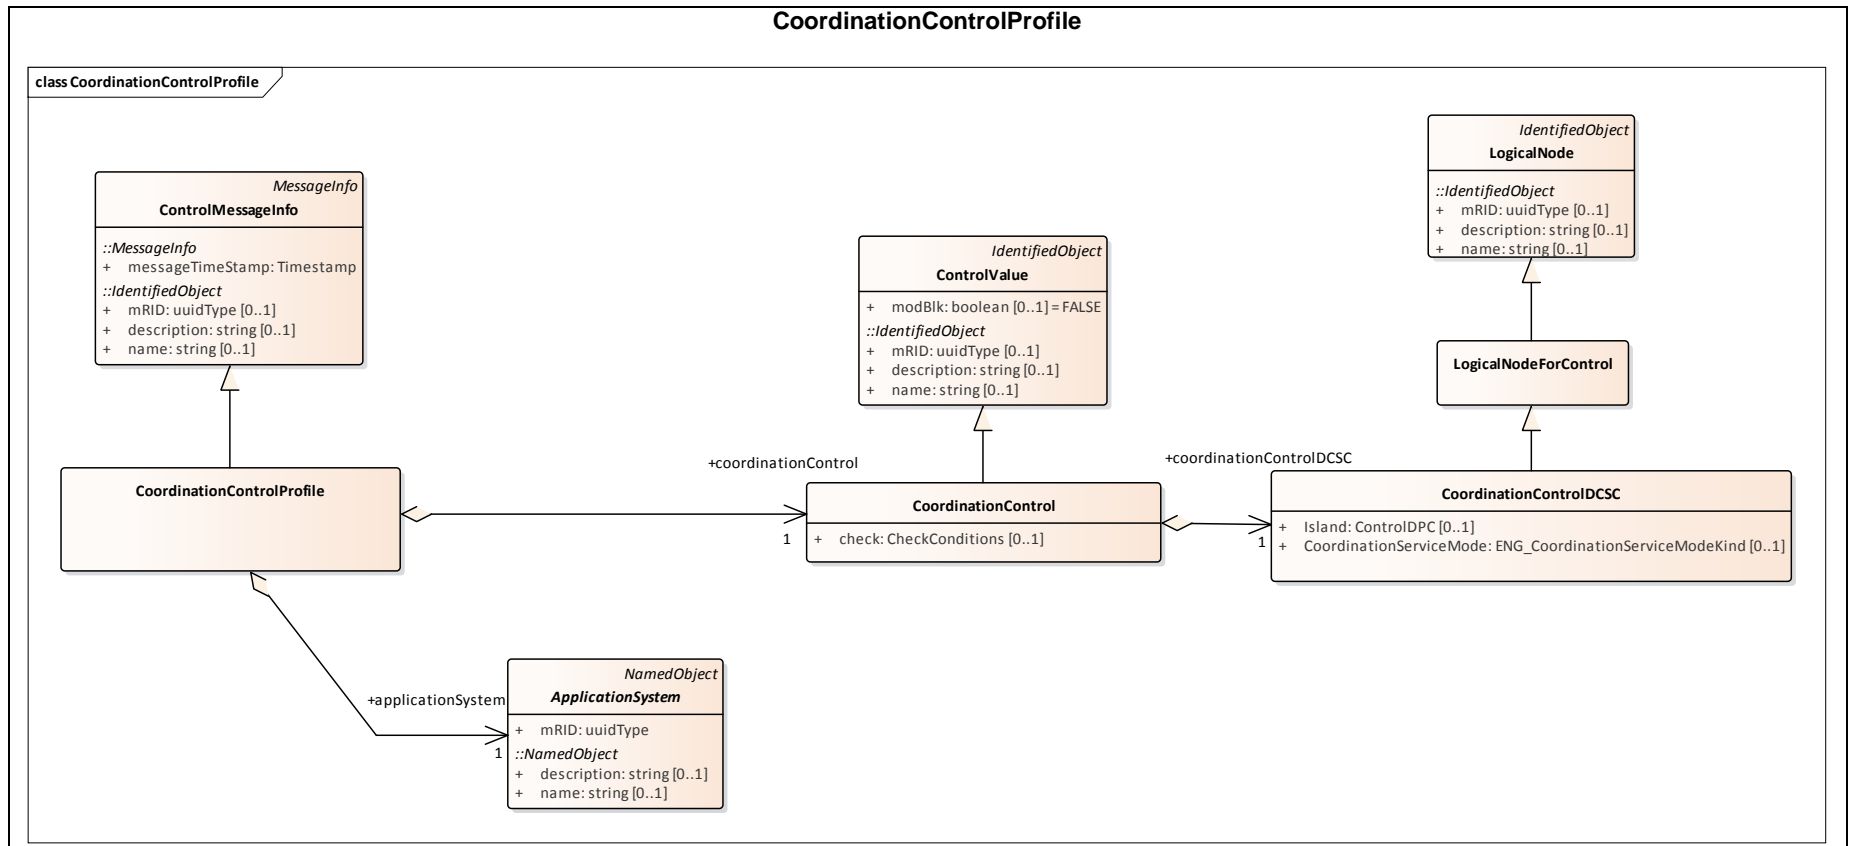 CoordinationControlProfile
class CoordinationControlProfile
IdentifiedObject
LogicalNode
::IdentifiedObject
+ mRID: uuidType [0..1]
+ description: string [0..1]
+ name: string [0..1]
MessageInfo
ControlMessageInfo
::MessageInfo
+ messageTimeStamp: Timestamp
::IdentifiedObject
+ mRID: uuidType [0..1]
+ description: string [0..1]
+ name: string [0..1]
IdentifiedObject
ControlValue
+ modBlk: boolean [0..1] = FALSE
::IdentifiedObject
+ mRID: uuidType [0..1]
+ description: string [0..1]
+ name: string [0..1]
LogicalNodeForControl
CoordinationControlProfile
+coordinationControl
1
CoordinationControl
+ check: CheckConditions [0..1]
+coordinationControlDCSC
1
CoordinationControlDCSC
+ Island: ControlDPC [0..1]
+ CoordinationServiceMode: ENG_CoordinationServiceModeKind [0..1]
+applicationSystem
1
NamedObject
ApplicationSystem
+ mRID: uuidType
::NamedObject
+ description: string [0..1]
+ name: string [0..1]